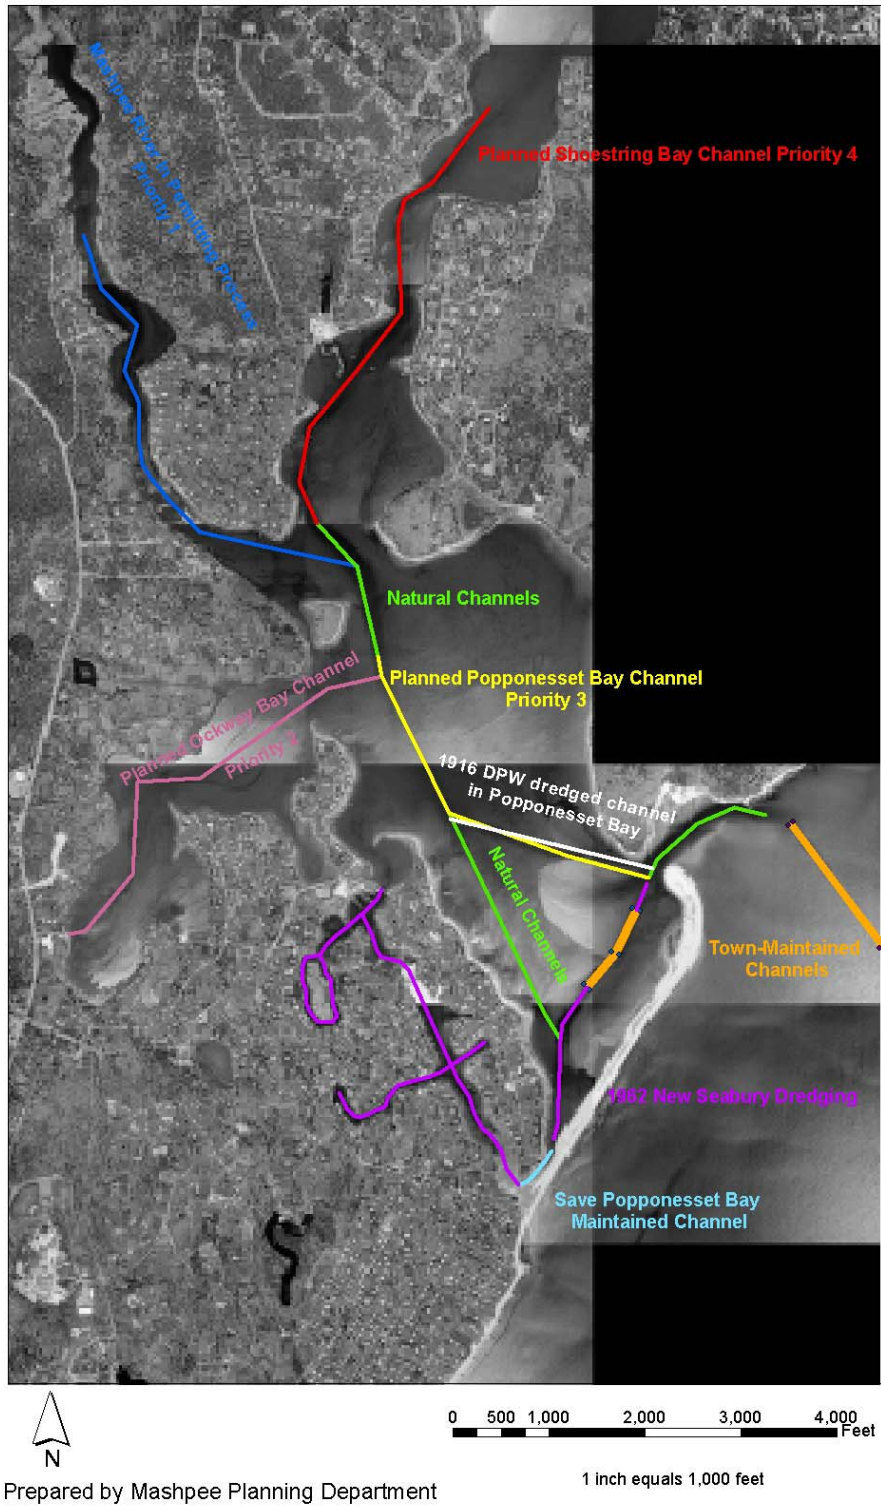 Mashpee River in Permitting Process
Priority 1
Planned Shoestring Bay Channel Priority 4
Natural Channels
Planned Popponesset Bay Channel
Priority 3
Planned Ockway Bay Channel
Priority 2
1916 DPW dredged channel
in Popponesset Bay
Natural Channels
Town-Maintained
Channels
1962 New Seabury Dredging
Save Popponesset Bay
Maintained Channel
N
0 500 1,000 2,000 3,000 4,000
Feet
1 inch equals 1,000 feet
Prepared by Mashpee Planning Department